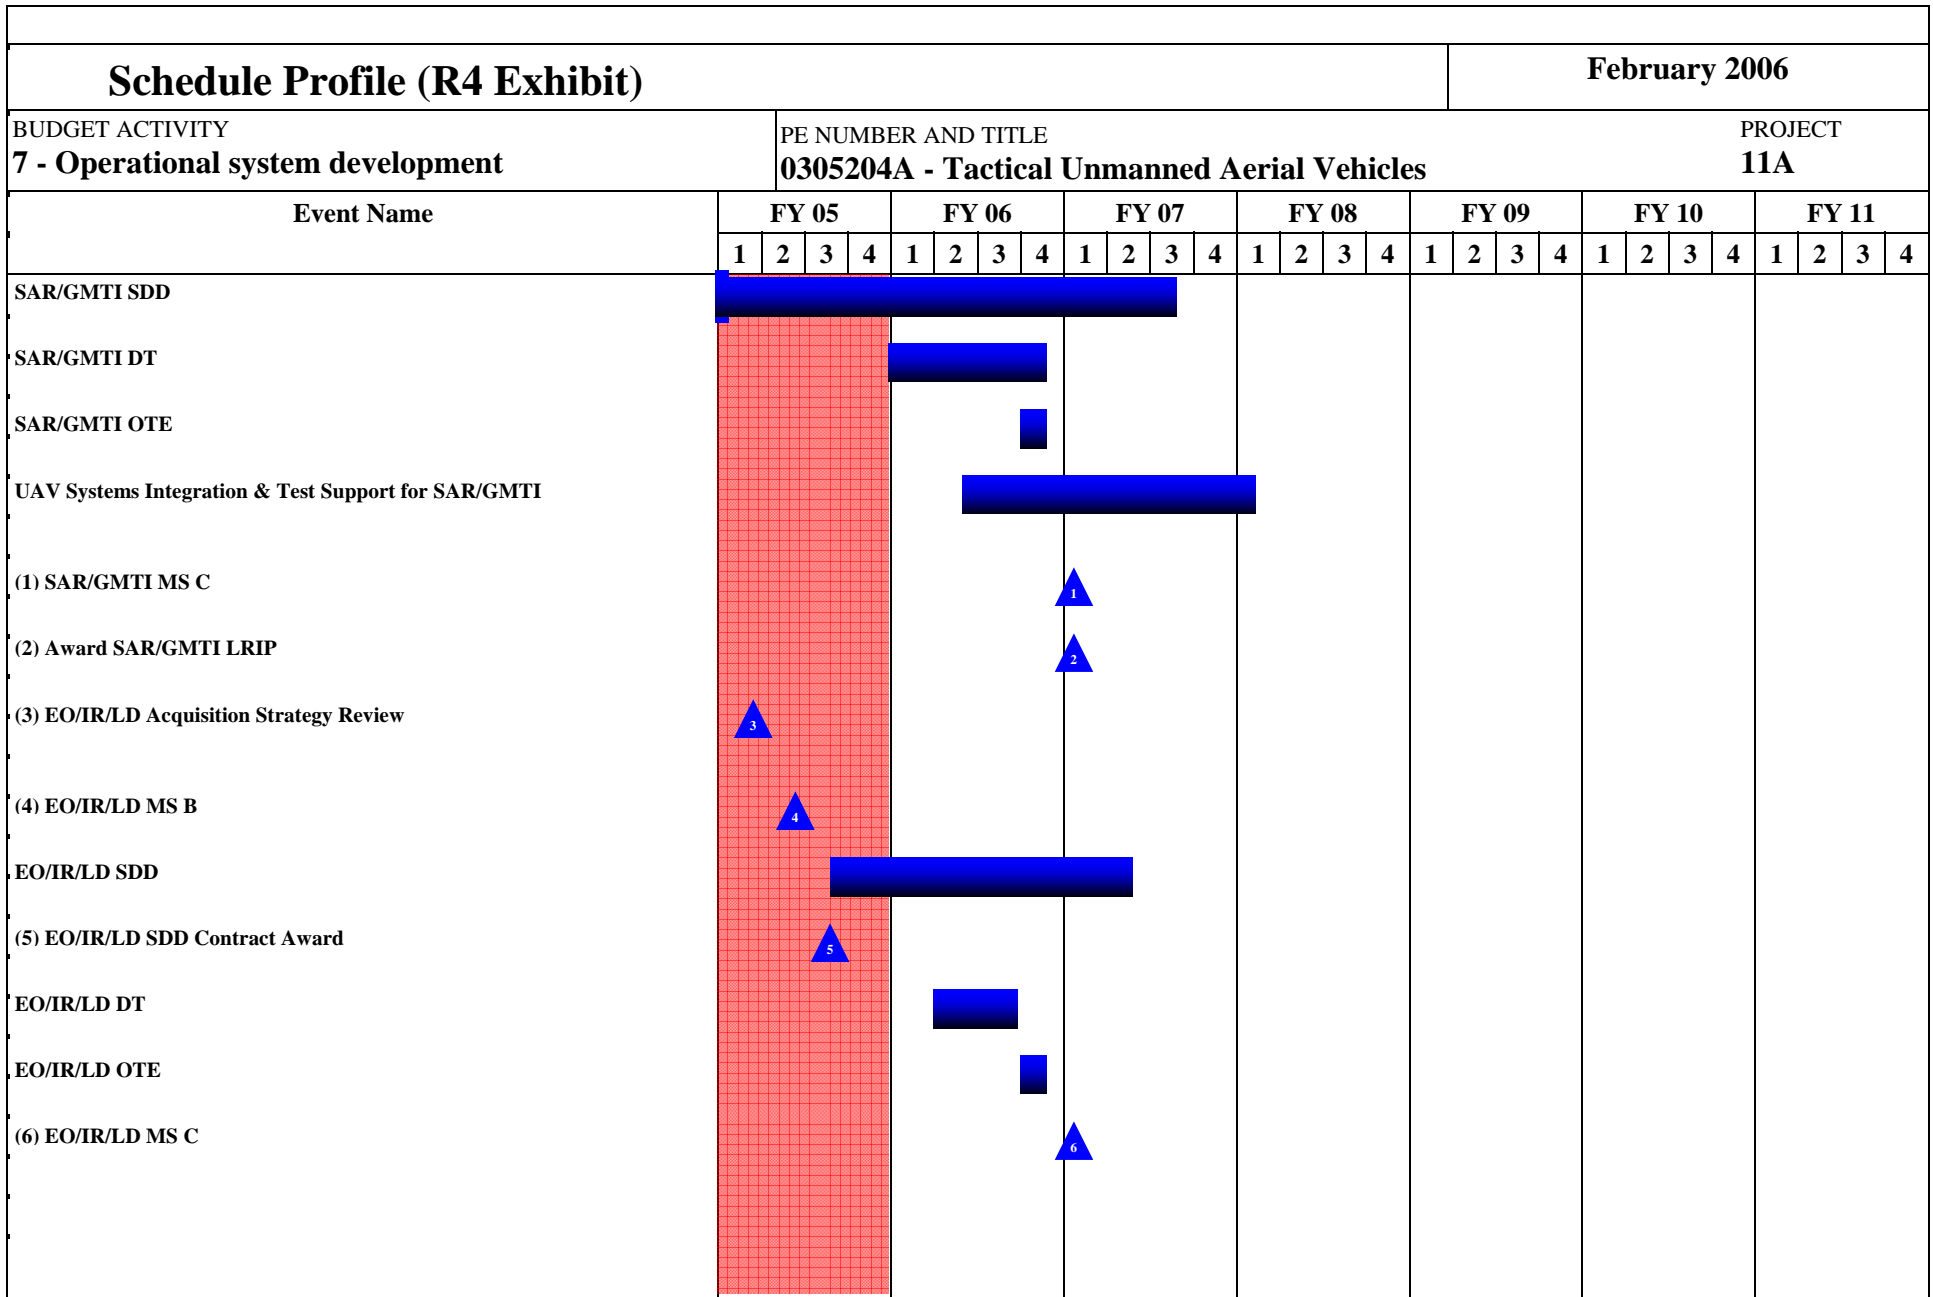 Schedule Profile (R4 Exhibit)
February 2006
BUDGET ACTIVITY
7 - Operational system development
PE NUMBER AND TITLE
0305204A - Tactical Unmanned Aerial Vehicles
PROJECT
11A
Event Name
FY 05 FY 06 FY 07 FY 08 FY 09 FY 10 FY 11
1 2 3 4 1 2 3 4 1 2 3 4 1 2 3 4 1 2 3 4 1 2 3 4 1 2 3 4
SAR/GMTI SDD
SAR/GMTI DT
SAR/GMTI OTE
UAV Systems Integration & Test Support for SAR/GMTI
(1) SAR/GMTI MS C
1
(2) Award SAR/GMTI LRIP
2
(3) EO/IR/LD Acquisition Strategy Review
3
(4) EO/IR/LD MS B
4
EO/IR/LD SDD
(5) EO/IR/LD SDD Contract Award
5
EO/IR/LD DT
EO/IR/LD OTE
(6) EO/IR/LD MS C
6